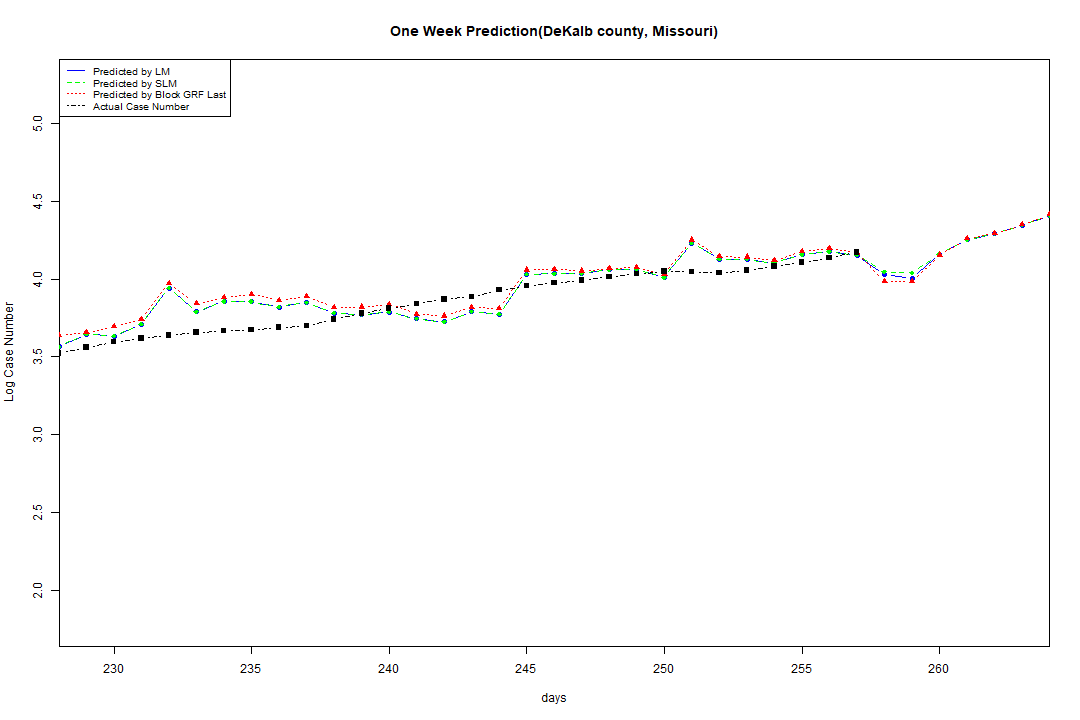 One Week Prediction(DeKalb county, Missouri)
Predicted by LM
Predicted by SLM
Predicted by Block GRF Last
Actual Case Number
Log Case Number
5.0
4.5
4.0
3.5
3.0
2.5
2.0
230 235 240 245 250 255 260
days